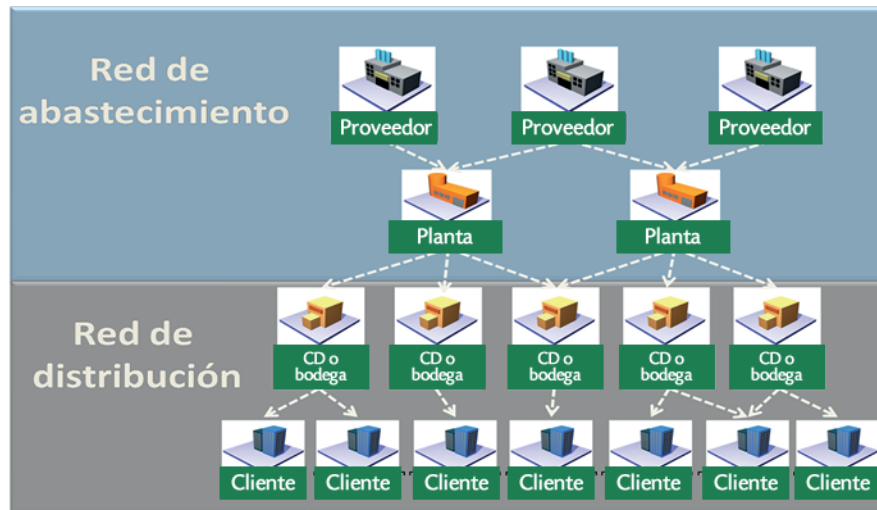 Red de
abastecimiento
Proveedor
Proveedor
Proveedor
Planta
Planta
Red de
distribución
CD o
bodega
CD o
bodega
CD o
bodega
CD o
bodega
CD o
bodega
Cliente
Cliente
Cliente
Cliente
Cliente
Cliente
Cliente